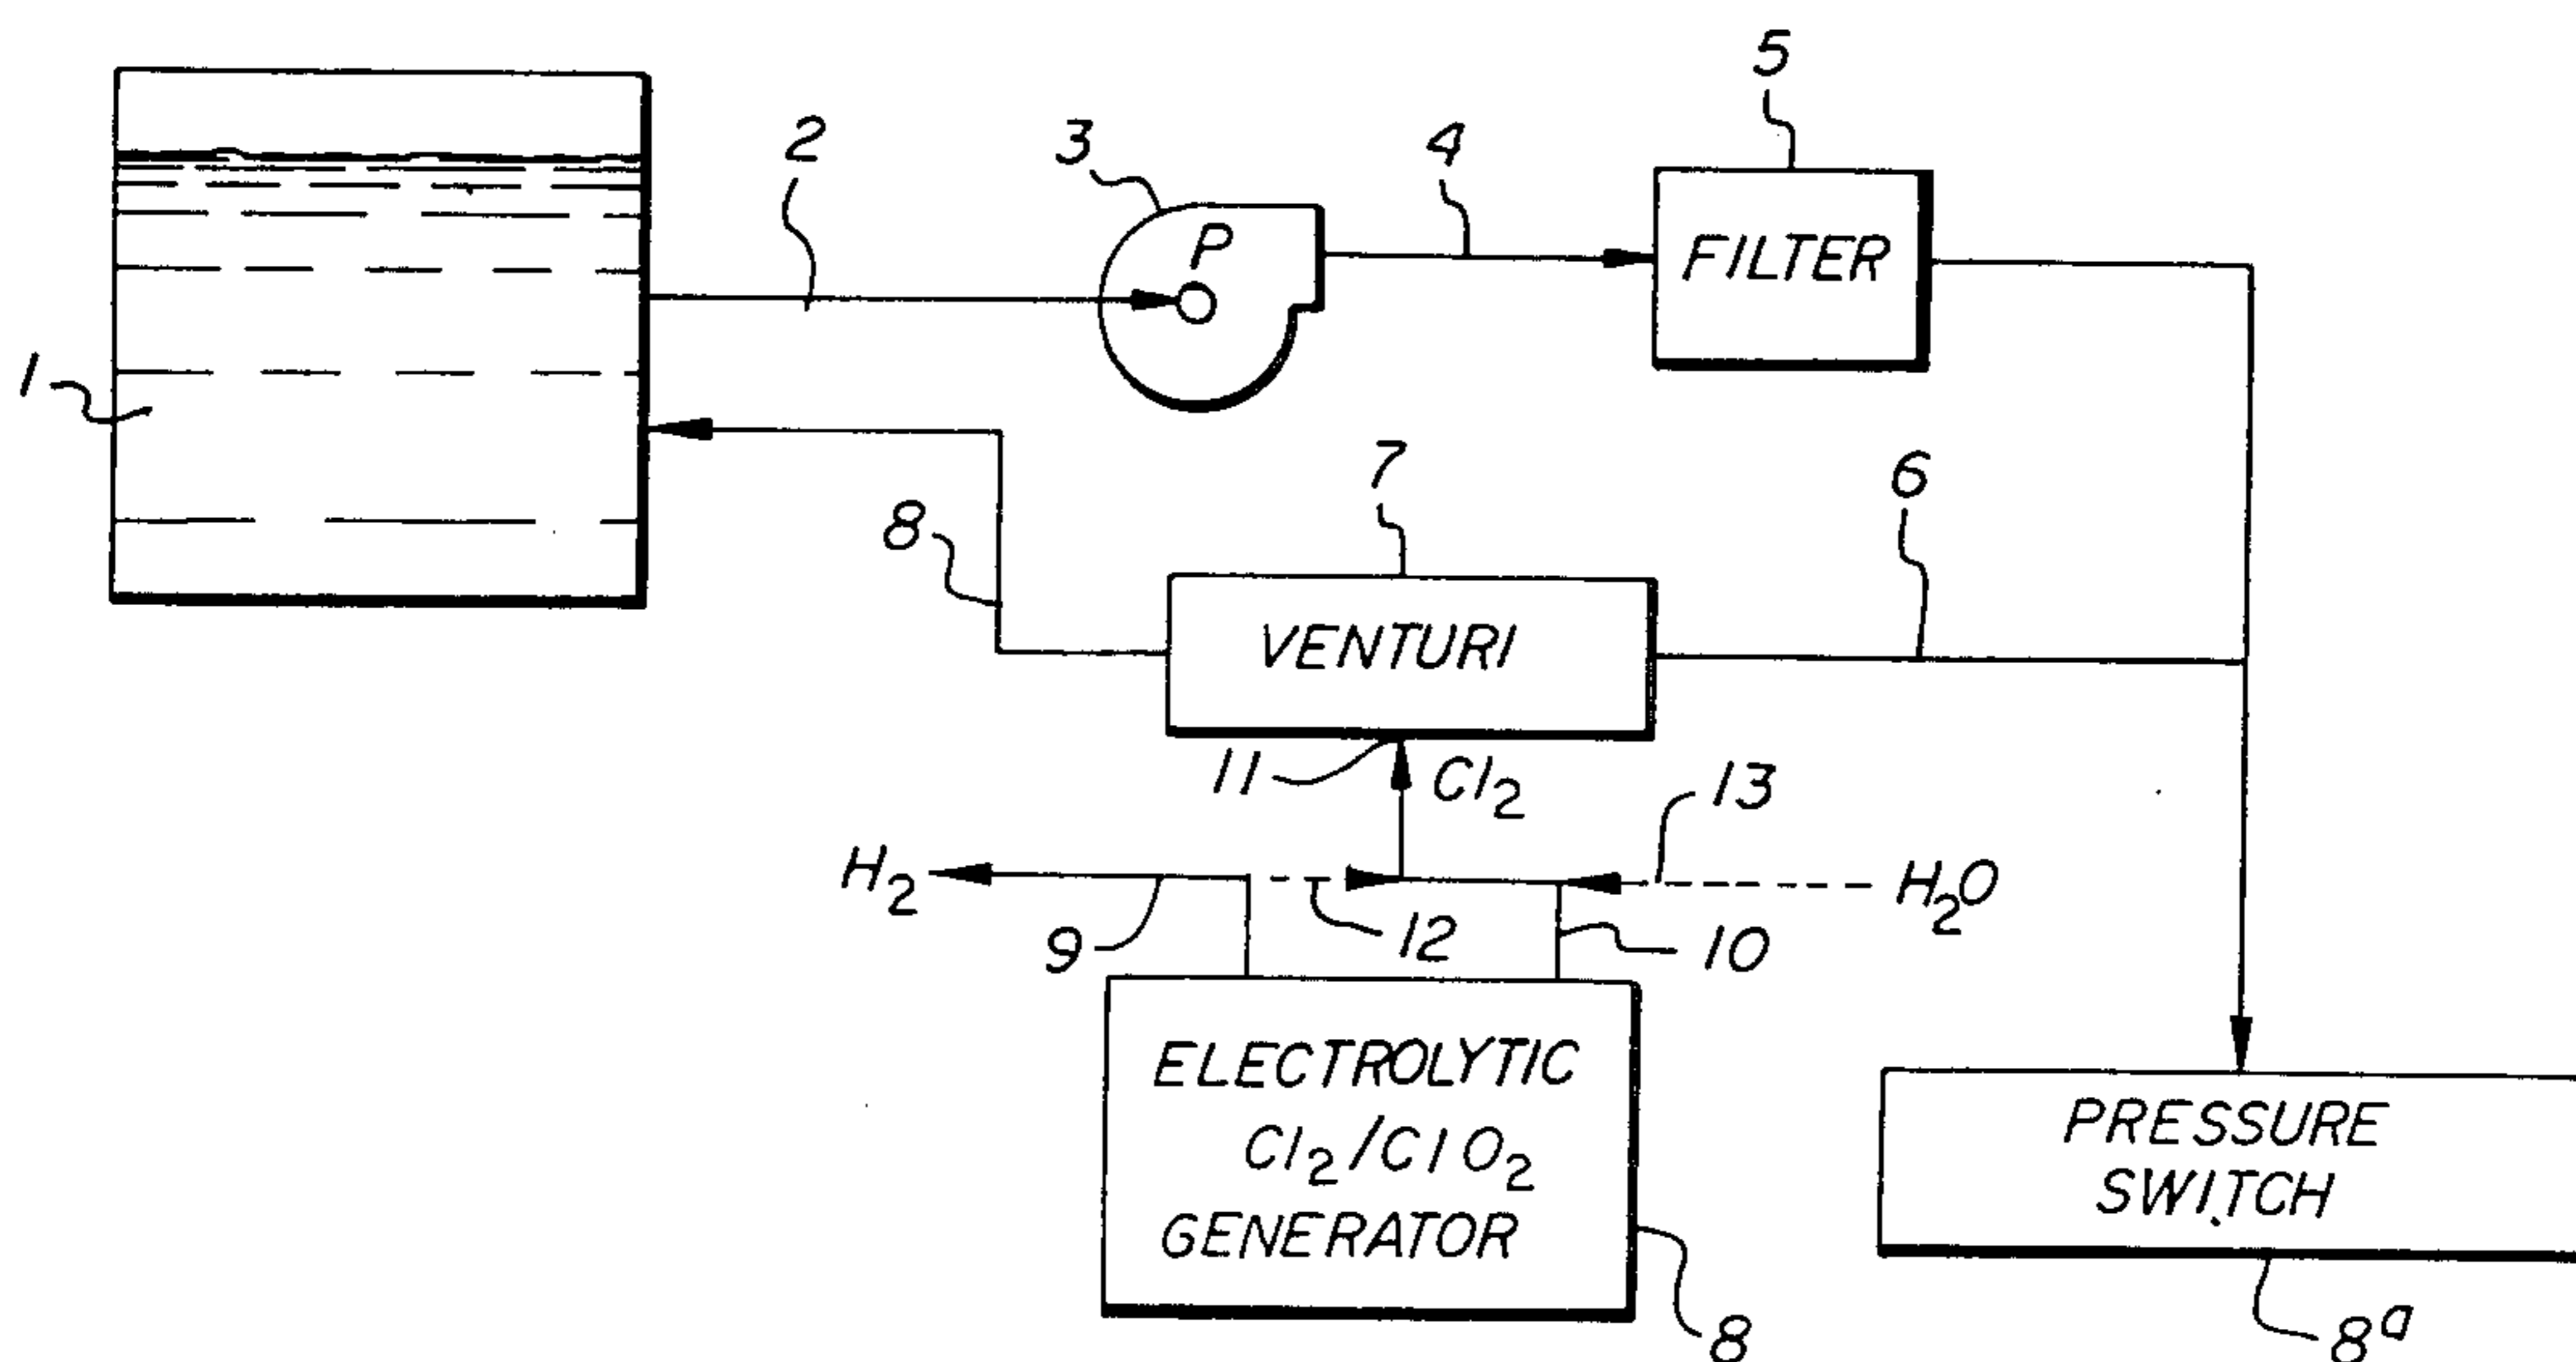 5
2
3
4
P
FILTER
1
7
6
8
VENTURI
11
Cl2
13
H2
H2O
9
12
10
ELECTROLYTIC
Cl2/ClO2
GENERATOR
PRESSURE
SWITCH
8
8a